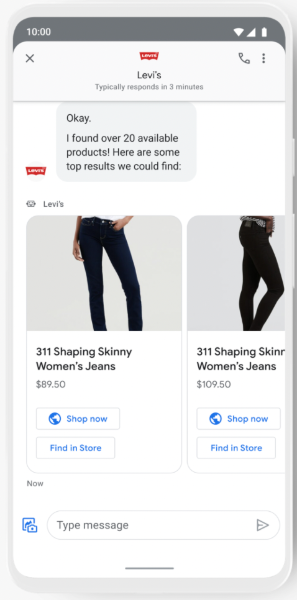 10:00
LEVI'S
Levi's
Typically responds in 3 minutes
Okay.
I found over 20 available
products! Here are some
top results we could find:
LEVI'S
Levi's
311 Shaping Skinny
Women's Jeans
$89.50
Shop now
Find in Store
311 Shaping Skinn
Women's Jeans
$109.50
Shop now
Find in Store
Now
Type message